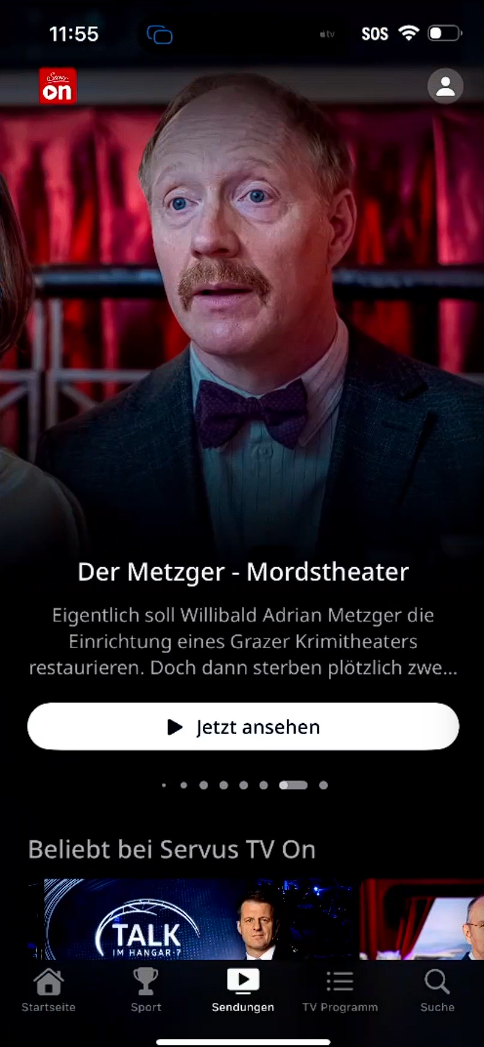 11:55
tv
SOS
Servus
on
Der Metzger - Mordstheater
Eigentlich soll Willibald Adrian Metzger die
Einrichtung eines Grazer Krimitheaters
restaurieren. Doch dann sterben plötzlich zwe...
Jetzt ansehen
Beliebt bei Servus TV On
TALK
IM HANGAR-7
Startseite
Sport
Sendungen
TV Programm
Suche